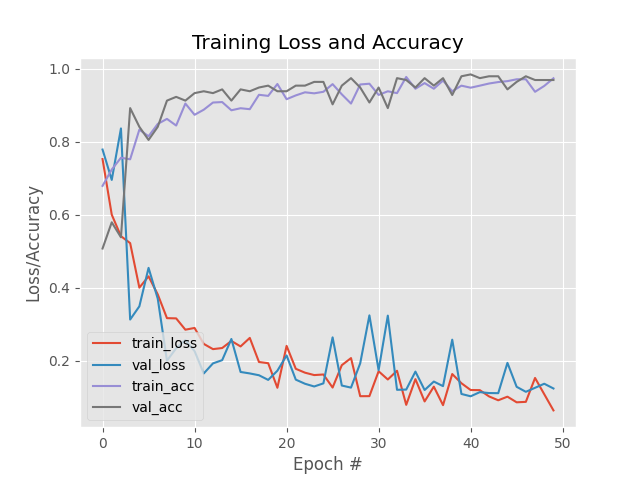 Training Loss and Accuracy
1.0
0.8
0.6
0.4
0.2
Loss/Accuracy
train_loss
val_loss
train_acc
val_acc
0
10
20
30
40
50
Epoch #